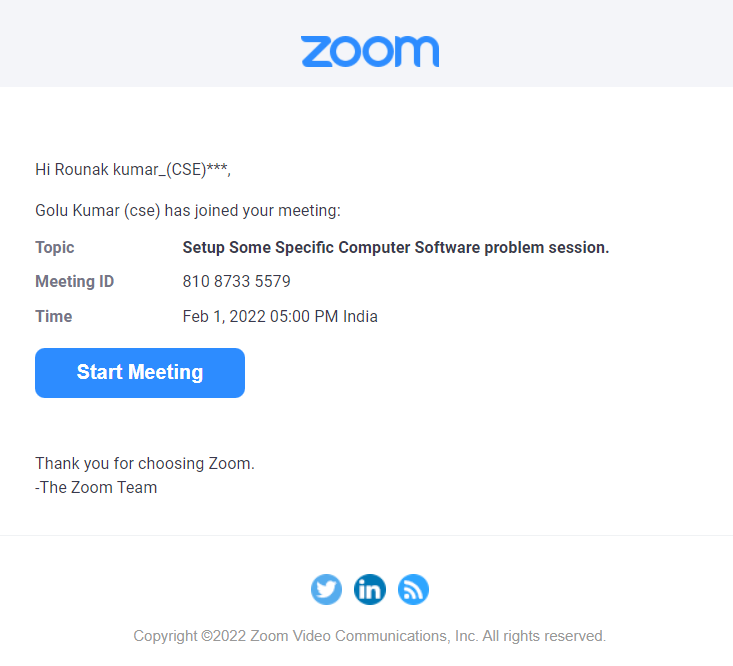 zoom
Hi Rounak kumar_(CSE)***,
Golu Kumar (cse) has joined your meeting:
Topic Setup Some Specific Computer Software problem session.
Meeting ID 810 8733 5579
Time Feb 1, 2022 05:00 PM India
Start Meeting
Thank you for choosing Zoom.
-The Zoom Team
in
Copyright ©2022 Zoom Video Communications, Inc. All rights reserved.